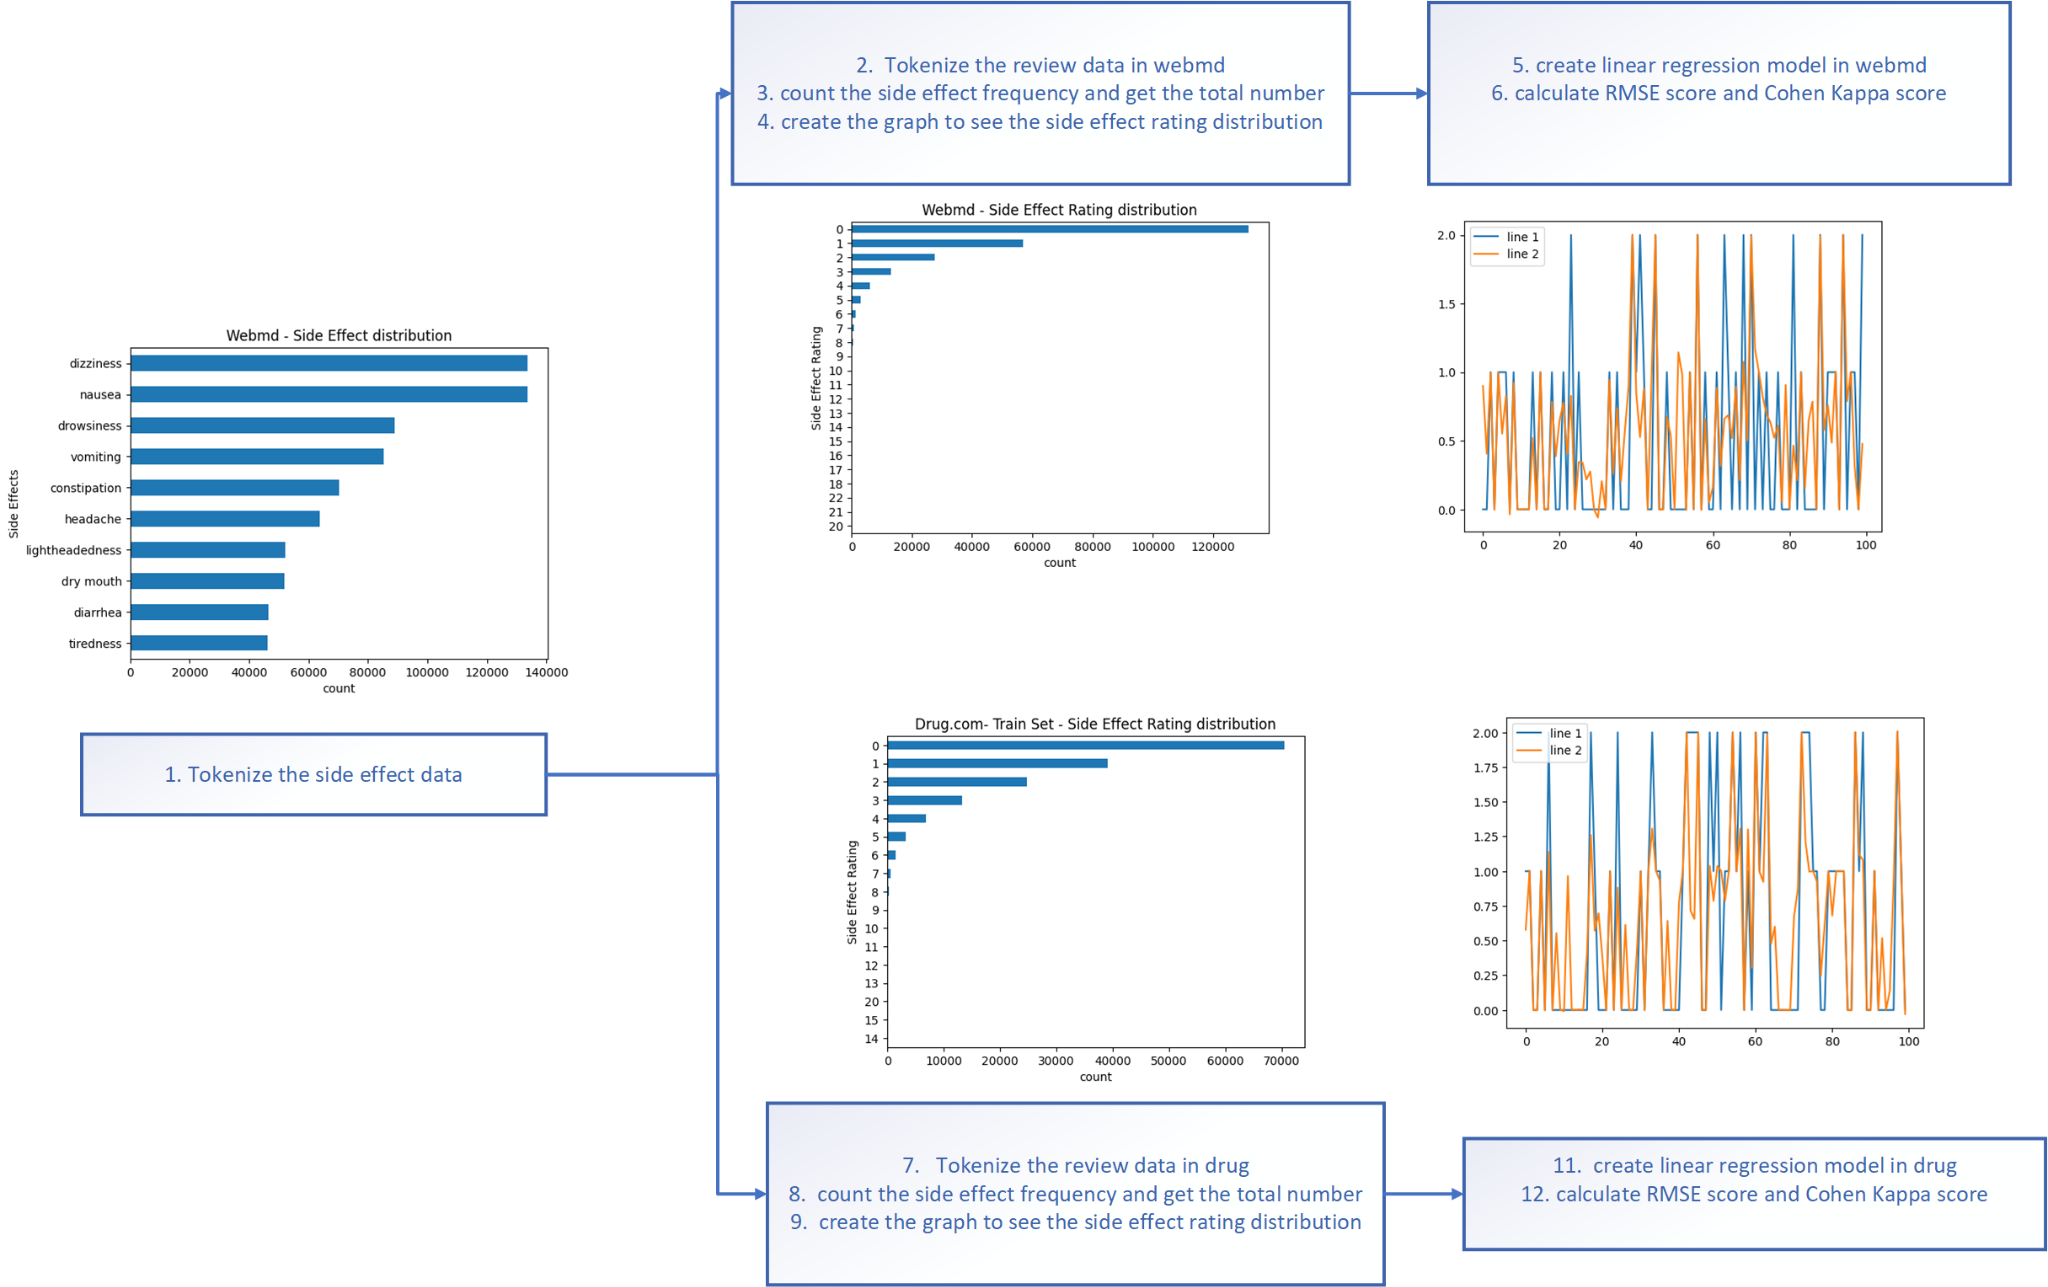 2. Tokenize the review data in webmd
3. count the side effect frequency and get the total number
4. create the graph to see the side effect rating distribution
5. create linear regression model in webmd
6. calculate RMSE score and Cohen Kappa score
Webmd - Side Effect distribution
Side Effects
dizziness
nausea
drowsiness
vomiting
constipation
headache
lightheadedness
dry mouth
diarrhea
tiredness
0 20000 40000 60000 80000 100000 120000 140000
count
1. Tokenize the side effect data
Webmd - Side Effect Rating distribution
Side Effect Rating
0
1
2
3
4
5
6
7
8
9
10
11
12
13
14
15
16
17
18
22
21
20
0 20000 40000 60000 80000 100000 120000
count
line 1
line 2
2.0
1.5
1.0
0.5
0.0
0 20 40 60 80 100
Drug.com- Train Set - Side Effect Rating distribution
Side Effect Rating
0
1
2
3
4
5
6
7
8
9
10
11
12
13
20
15
14
0 10000 20000 30000 40000 50000 60000 70000
count
line 1
line 2
2.00
1.75
1.50
1.25
1.00
0.75
0.50
0.25
0.00
0 20 40 60 80 100
7. Tokenize the review data in drug
8. count the side effect frequency and get the total number
9. create the graph to see the side effect rating distribution
11. create linear regression model in drug
12. calculate RMSE score and Cohen Kappa score